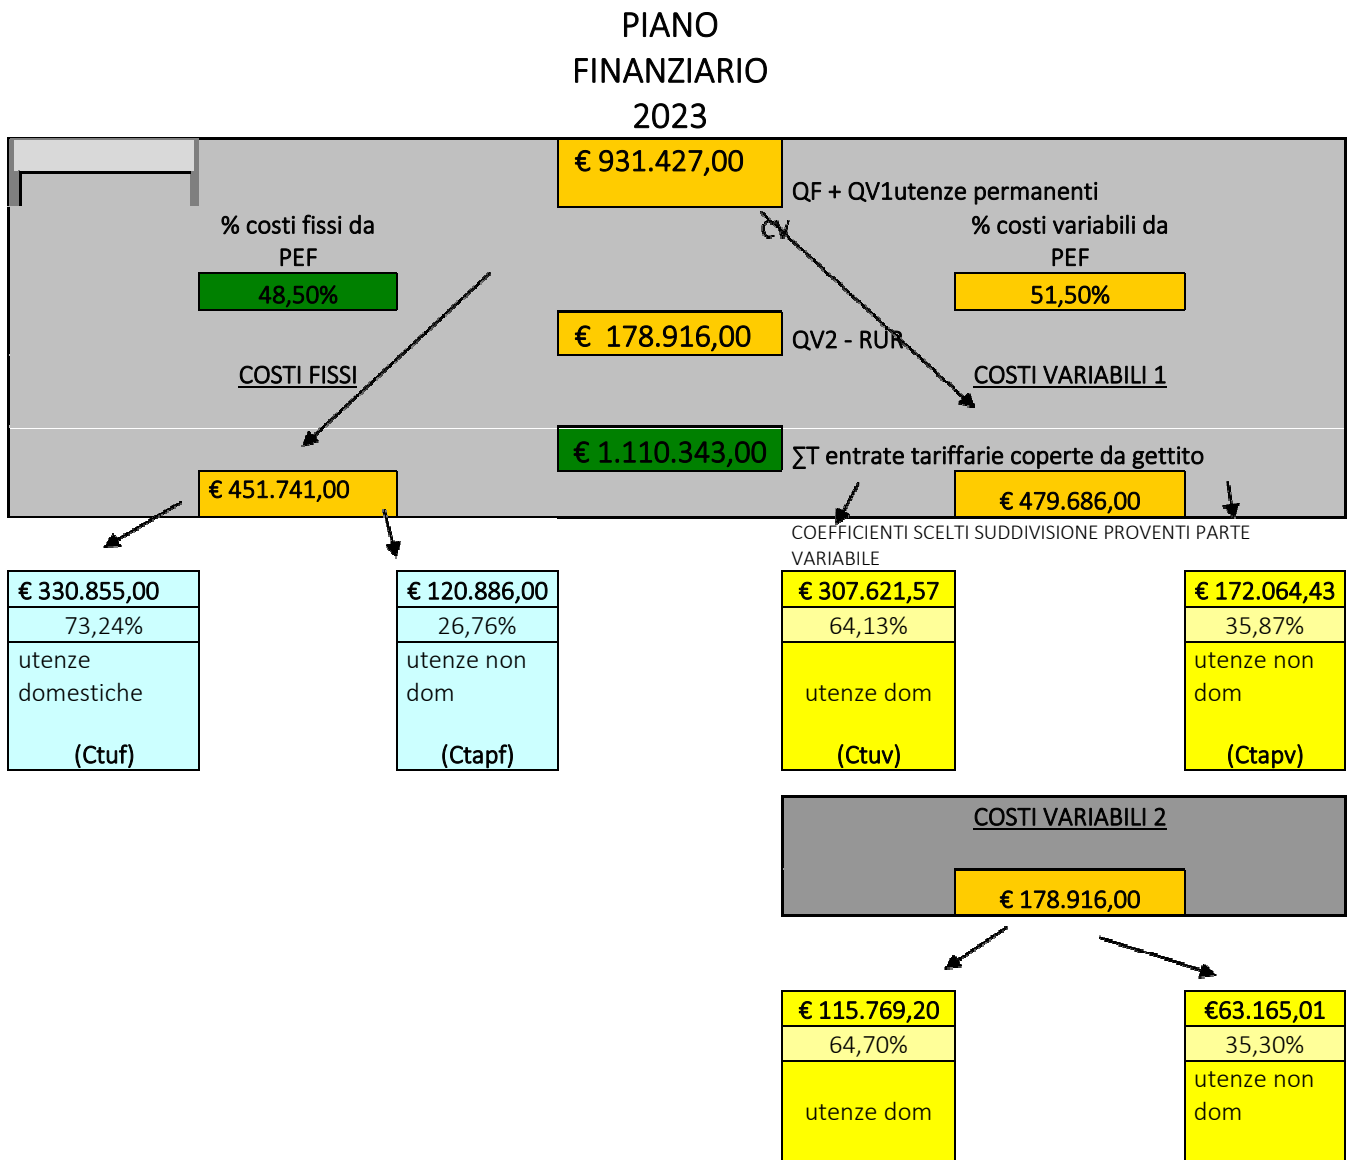 PIANO
FINANZIARIO
2023
€ 931.427,00
QF + QV1utenze permanenti
CV
% costi fissi da
PEF
48,50%
% costi variabili da
PEF
51,50%
€  178.916,00
QV2 - RUR
COSTI FISSI
COSTI VARIABILI 1
€ 1.110.343,00
∑T entrate tariffarie coperte da gettito
€ 451.741,00
€ 479.686,00
COEFFICIENTI SCELTI SUDDIVISIONE PROVENTI PARTE
VARIABILE
€ 330.855,00
73,24%
utenze
domestiche
(Ctuf)
€ 120.886,00
26,76%
utenze non
dom
(Ctapf)
€ 307.621,57
64,13%
utenze dom
(Ctuv)
€ 172.064,43
35,87%
utenze non
dom
(Ctapv)
COSTI VARIABILI 2
€ 178.916,00
€ 115.769,20
64,70%
utenze dom
€63.165,01
35,30%
utenze non
dom